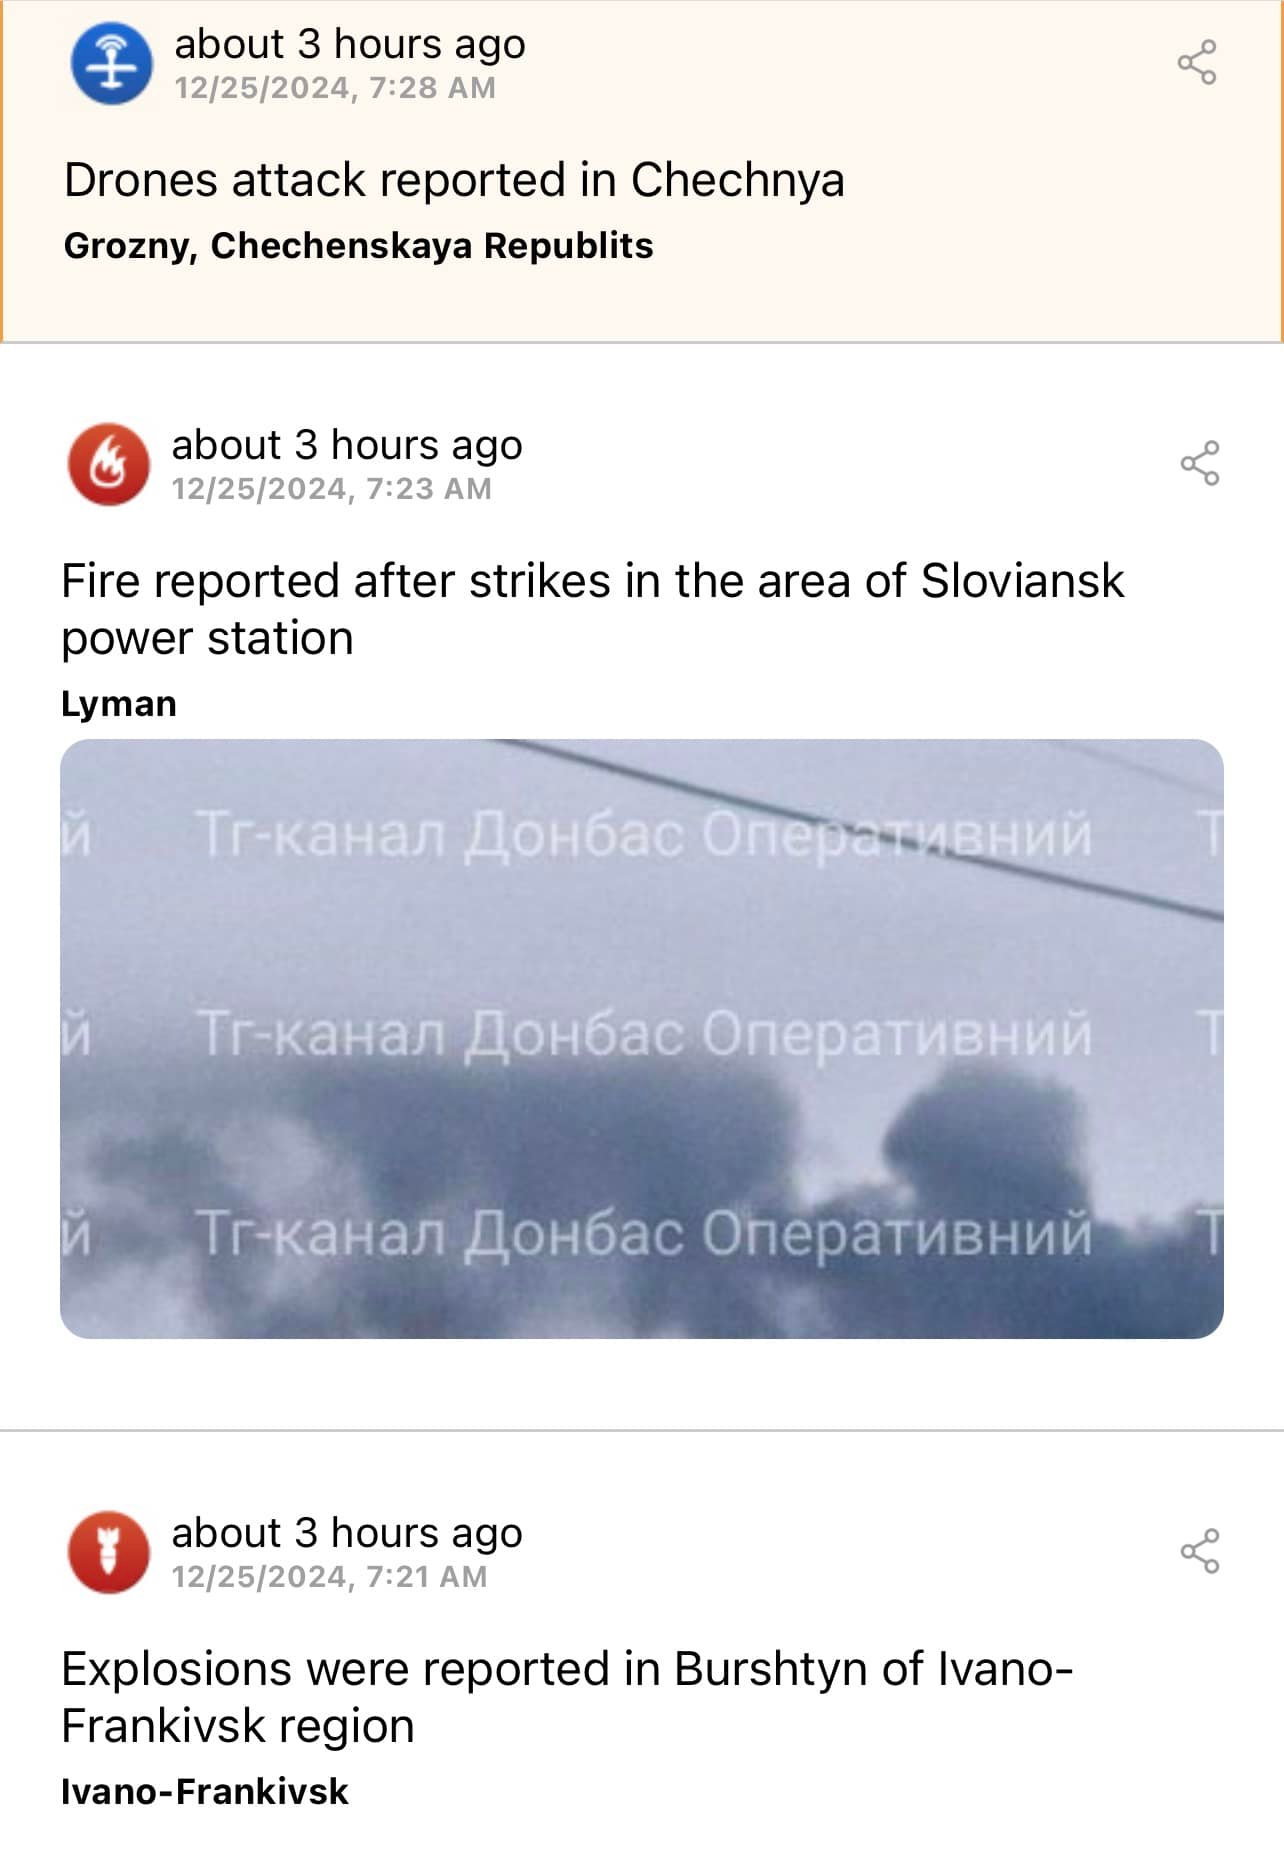 about 3 hours ago
12/25/2024, 7:28 AM
Drones attack reported in Chechnya
Grozny, Chechenskaya Republits
about 3 hours ago
12/25/2024, 7:23 AM
Fire reported after strikes in the area of Sloviansk
power station
Lyman
й Тг-канал Донбас Оперативний Т
й Тг-канал Донбас Оперативний Т
й Тг-канал Донбас Оперативний Т
about 3 hours ago
12/25/2024, 7:21 AM
Explosions were reported in Burshtyn of Ivano-
Frankivsk region
Ivano-Frankivsk